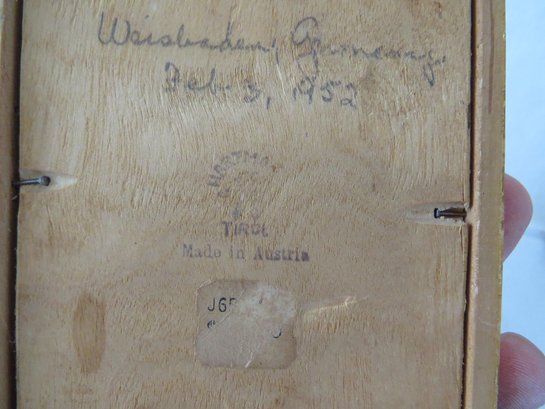 Weisbaden, Germany.
Feb. 3, 1952
TIROL
Made in Austria
J65